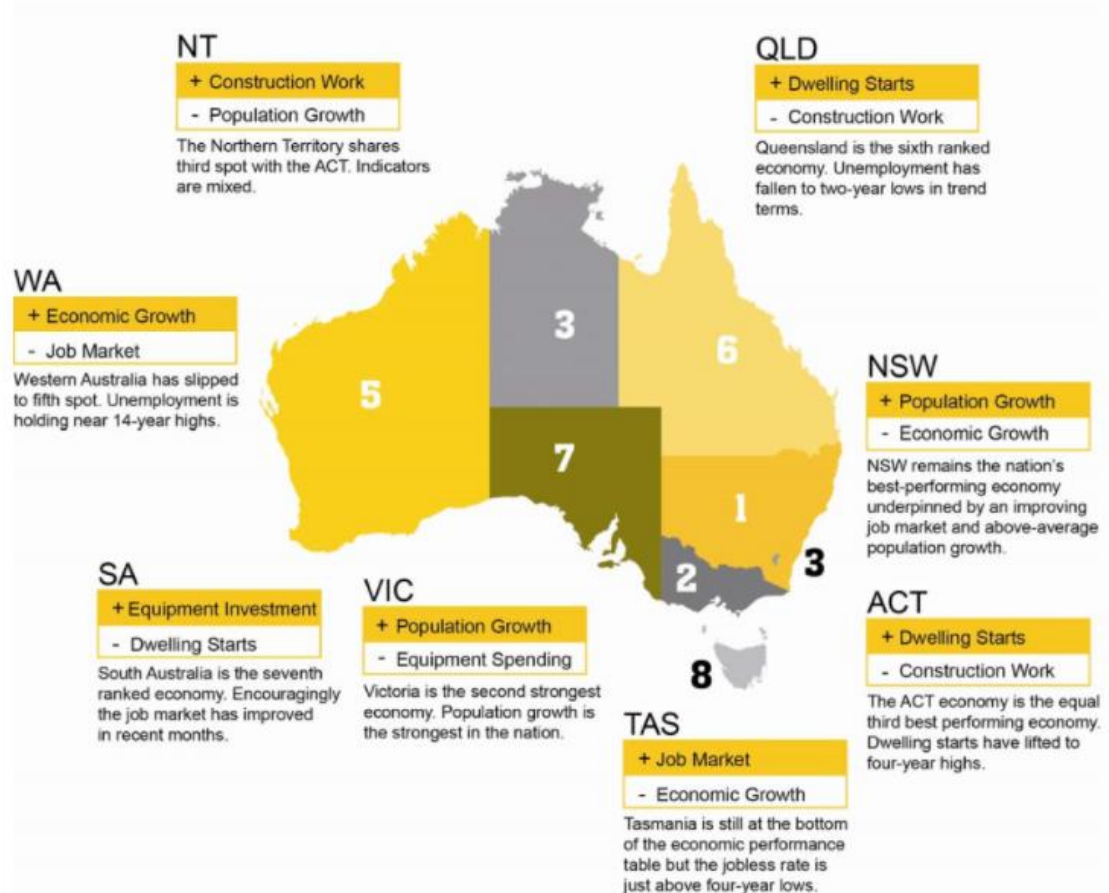 NT
+ Construction Work
- Population Growth
The Northern Territory shares
third spot with the ACT. Indicators
are mixed.
QLD
+ Dwelling Starts
- Construction Work
Queensland is the sixth ranked
economy. Unemployment has
fallen to two-year lows in trend
terms.
WA
+ Economic Growth
- Job Market
Western Australia has slipped
to fifth spot. Unemployment is
holding near 14-year highs.
3
6
5
7
1
2
3
8
NSW
+ Population Growth
- Economic Growth
NSW remains the nation's
best-performing economy
underpinned by an improving
job market and above-average
population growth.
SA
+ Equipment Investment
- Dwelling Starts
South Australia is the seventh
ranked economy. Encouragingly
the job market has improved
in recent months.
VIC
+ Population Growth
- Equipment Spending
Victoria is the second strongest
economy. Population growth is
the strongest in the nation.
ACT
+ Dwelling Starts
- Construction Work
The ACT economy is the equal
third best performing economy.
Dwelling starts have lifted to
four-year highs.
TAS
+ Job Market
- Economic Growth
Tasmania is still at the bottom
of the economic performance
table but the jobless rate is
just above four-year lows.